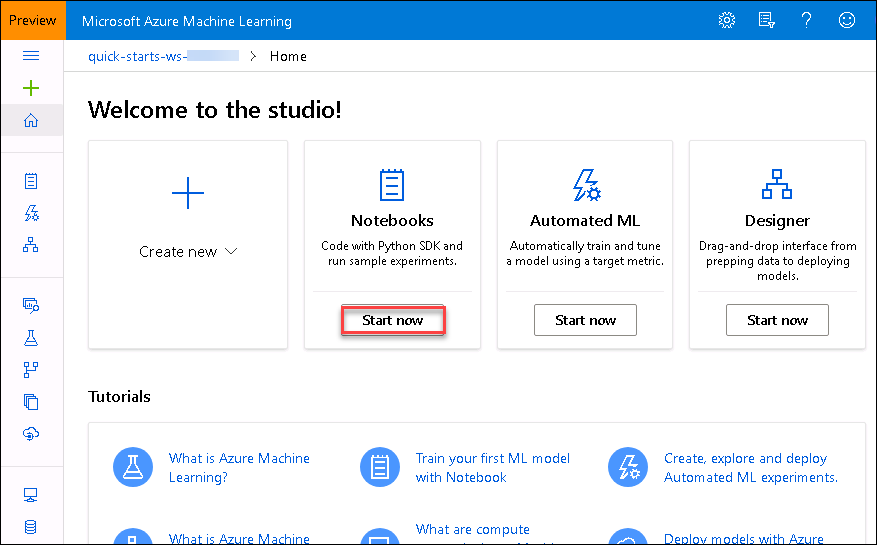 Preview
Microsoft Azure Machine Learning
?
quick-starts-ws-
> Home
Welcome to the studio!
Create new
Notebooks
Code with Python SDK and
run sample experiments.
Start now
Automated ML
Automatically train and tune
a model using a target metric.
Start now
Designer
Drag-and-drop interface from
prepping data to deploying
models.
Start now
Tutorials
What is Azure Machine
Learning?
Train your first ML model
with Notebook
Create, explore and deploy
Automated ML experiments.
What is Azure Machine
What are compute
Deploy models with Azure